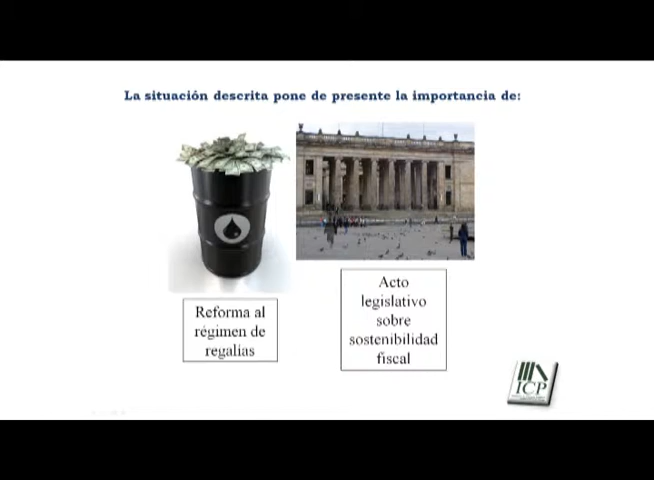 La situación descrita pone de presente la importancia de:
Reforma al
régimen de
regalías
Acto
legislativo
sobre
sostenibilidad
fiscal
ICP